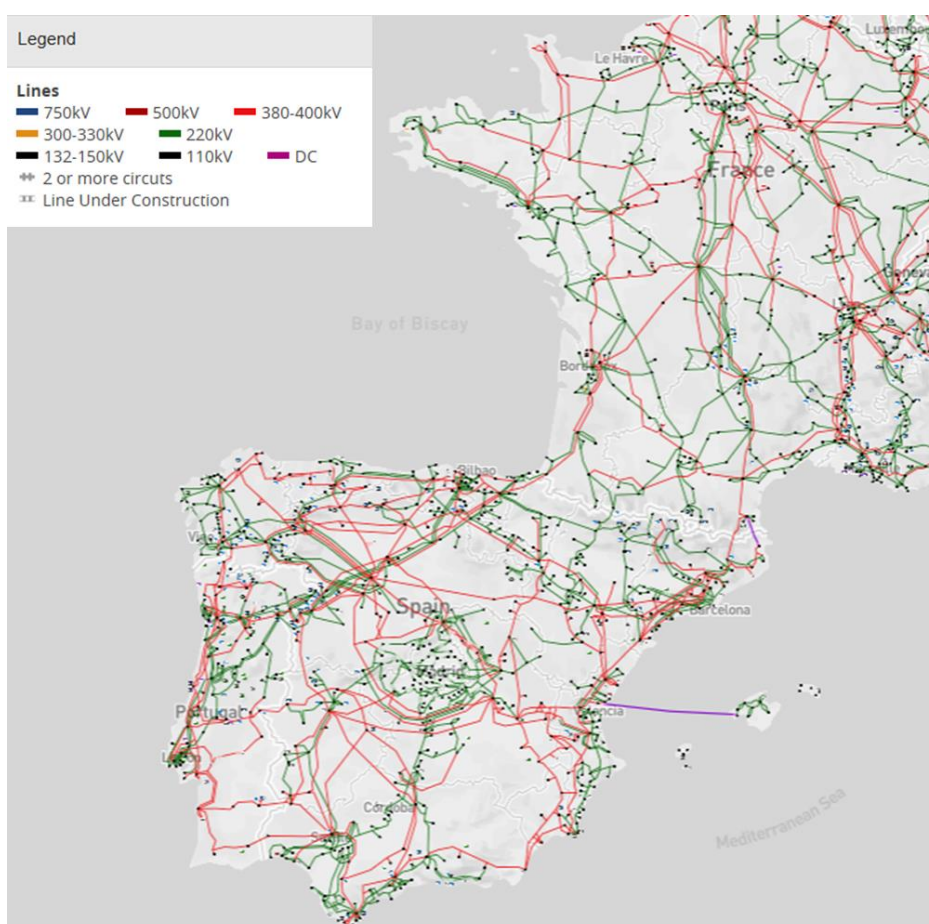 Legend
Lines
750kV 500kV 380-400kV
300-330kV 220kV
132-150kV 110kV DC
2 or more circuts
Line Under Construction
Le Havre
France
Bay of Biscay
Bilbao
Spain
Barcelona
Portugal
Córdoba
Mediterranean Sea